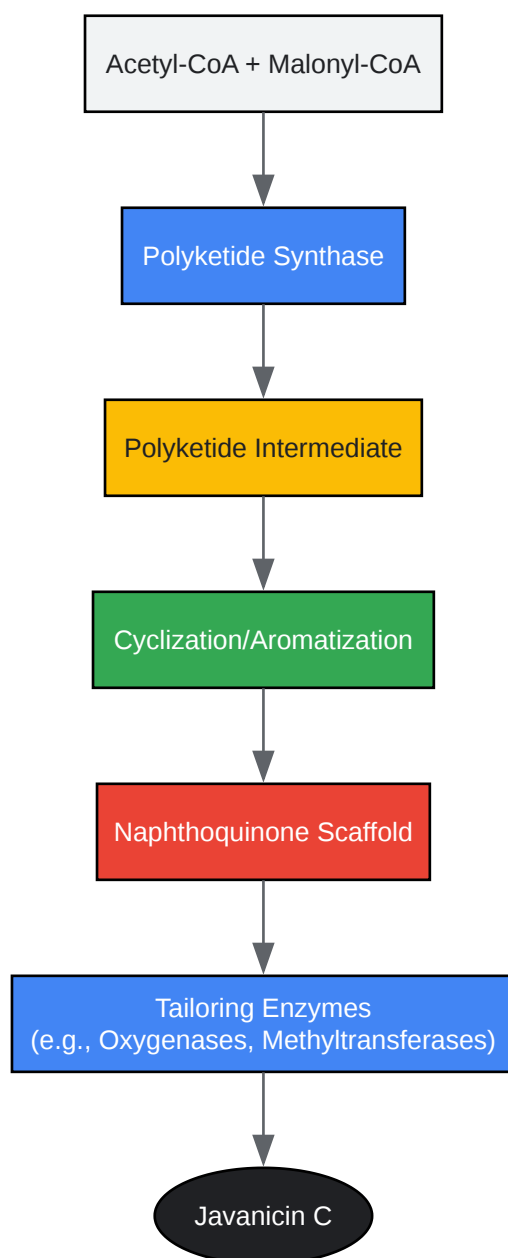 Acetyl-CoA + Malonyl-CoA
Polyketide Synthase
Polyketide Intermediate
Cyclization/Aromatization
Naphthoquinone Scaffold
Tailoring Enzymes
(e.g., Oxygenases, Methyltransferases)
Javanicin C